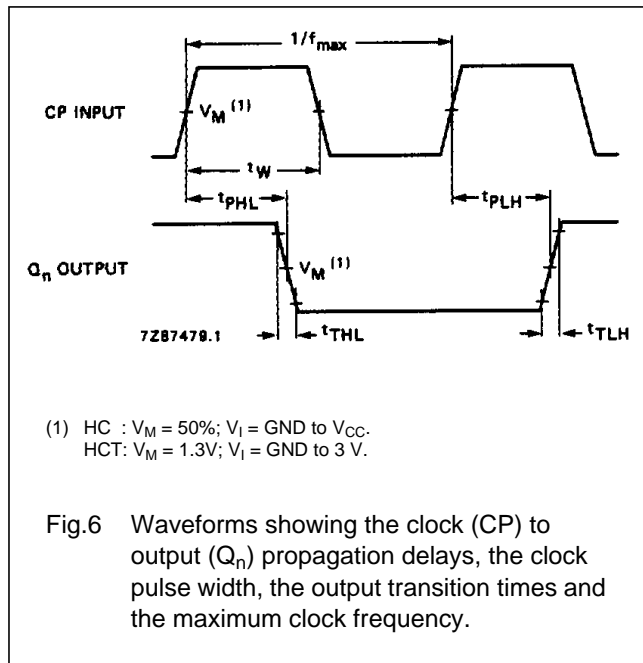 1/fmax
CP INPUT
VM (1)
tW
tPHL
tPLH
Qn OUTPUT
VM (1)
7Z87479.1
tTHL
tTLH
(1) HC : VM = 50%; VI = GND to VCC.
HCT: VM = 1.3V; VI = GND to 3 V.
Fig.6 Waveforms showing the clock (CP) to
output (Qn) propagation delays, the clock
pulse width, the output transition times and
the maximum clock frequency.